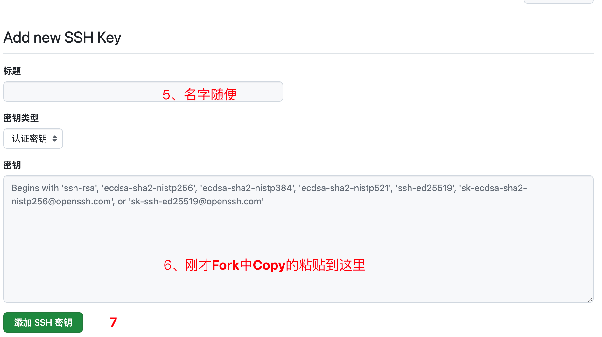 Add new SSH Key
标题
5、名字随便
密钥类型
认证密钥
密钥
Begins with 'ssh-rsa', 'ecdsa-sha2-nistp256', 'ecdsa-sha2-nistp384', 'ecdsa-sha2-nistp521', 'ssh-ed25519', 'sk-ecdsa-sha2-
nistp256@openssh.com', or 'sk-ssh-ed25519@openssh.com'
6、刚才Fork中Copy的粘贴到这里
添加 SSH 密钥
7